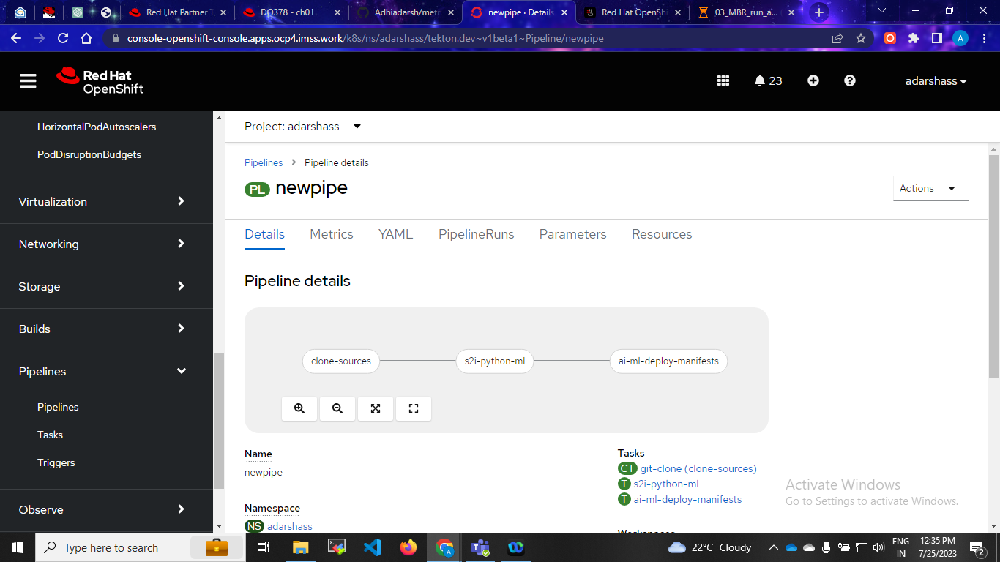 Red Hat Partner T
DO378 - ch01
Adhiadarsh/metr
newpipe · Details
Red Hat OpenShi
03_MBR_run_a...
console-openshift-console.apps.ocp4.imss.work/k8s/ns/adarshass/tekton.dev~v1beta1~Pipeline/newpipe
A
Red Hat
OpenShift
23
adarshass
HorizontalPodAutoscalers
PodDisruptionBudgets
Virtualization
Networking
Storage
Builds
Pipelines
Pipelines
Tasks
Triggers
Observe
Project: adarshass
Pipelines
Pipeline details
PL newpipe
Actions
Details
Metrics
YAML
PipelineRuns
Parameters
Resources
Pipeline details
clone-sources
s2i-python-ml
ai-ml-deploy-manifests
Name
newpipe
Namespace
NS adarshass
Tasks
CT git-clone (clone-sources)
T s2i-python-ml
T ai-ml-deploy-manifests
Workspaces
Activate Windows
Go to Settings to activate Windows.
Type here to search
22°C Cloudy
ENG
IN
12:35 PM
7/25/2023
2